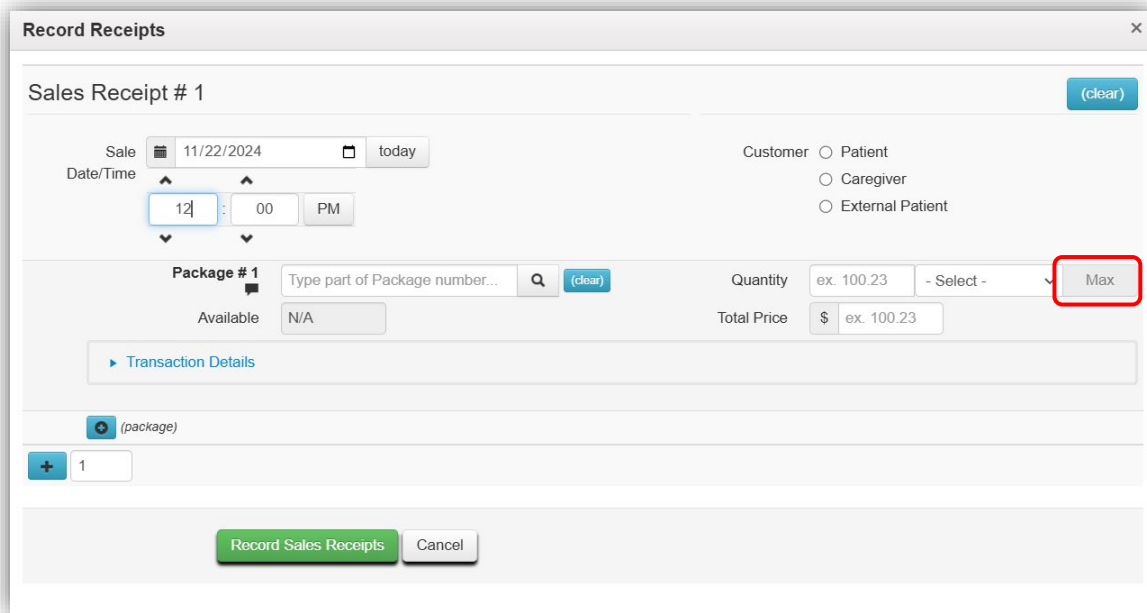 Record Receipts ×
Sales Receipt # 1 (clear)
Sale Date/Time 11/22/2024 today
12 : 00 PM
Customer Patient
Caregiver
External Patient
Package # 1 Type part of Package number... (clear) Quantity ex. 100.23 - Select - Max
Available N/A Total Price $ ex. 100.23
Transaction Details
(package)
1
Record Sales Receipts Cancel